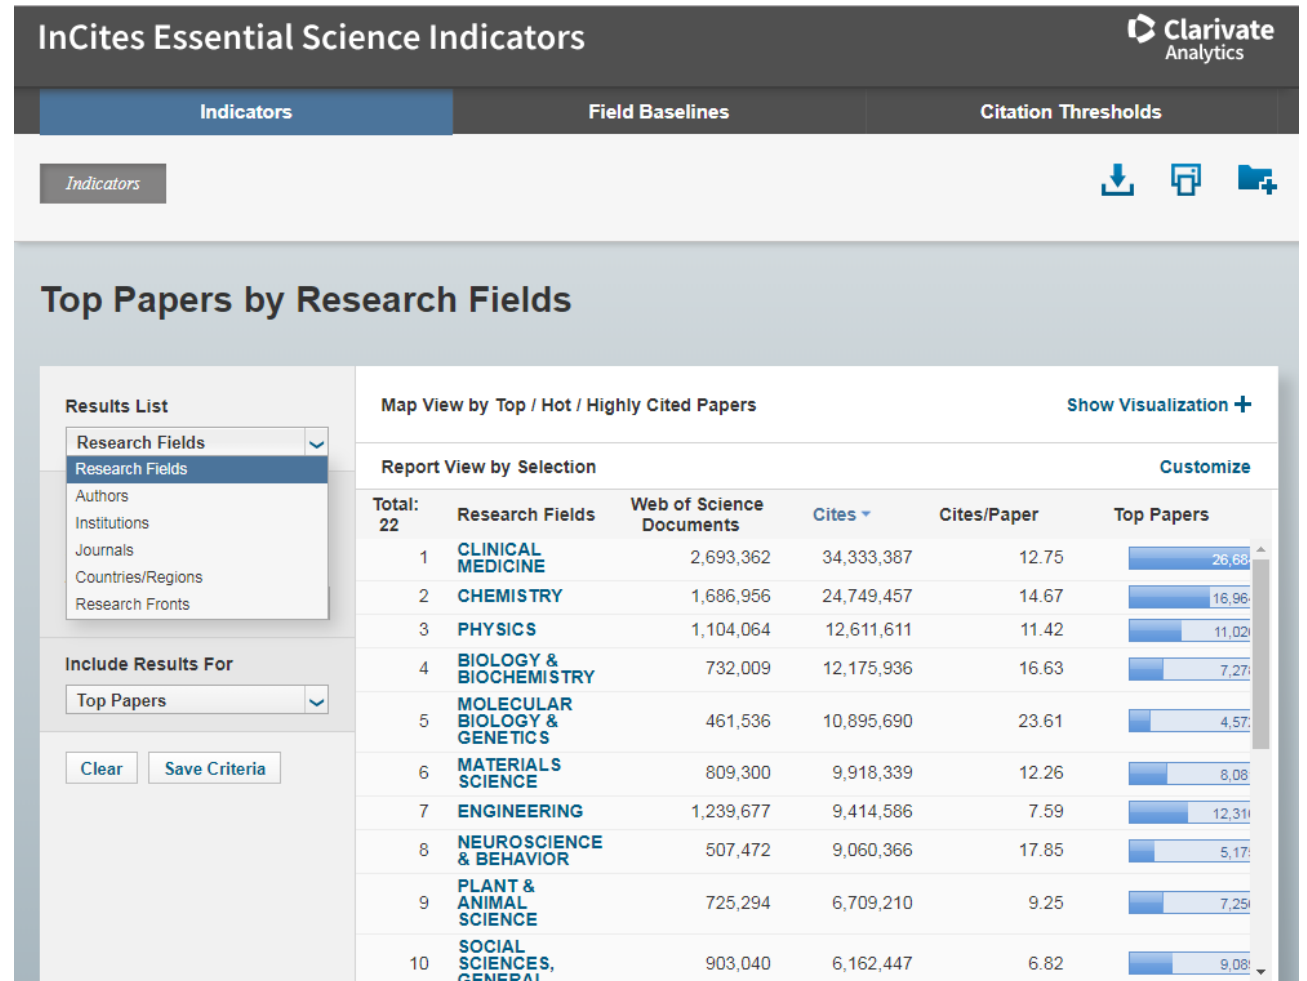 InCites Essential Science Indicators
Clarivate
Analytics
Indicators
Field Baselines
Citation Thresholds
Indicators
Top Papers by Research Fields
Results List
Research Fields
Research Fields
Authors
Institutions
Journals
Countries/Regions
Research Fronts
Include Results For
Top Papers
Clear
Save Criteria
Map View by Top / Hot / Highly Cited Papers
Show Visualization +
Report View by Selection
Customize
Total:
22
Research Fields
Web of Science
Documents
Cites
Cites/Paper
Top Papers
1
CLINICAL
MEDICINE
2,693,362
34,333,387
12.75
2
CHEMISTRY
1,686,956
24,749,457
14.67
3
PHYSICS
1,104,064
12,611,611
11.42
4
BIOLOGY &
BIOCHEMISTRY
732,009
12,175,936
16.63
5
MOLECULAR
BIOLOGY &
GENETICS
461,536
10,895,690
23.61
6
MATERIALS
SCIENCE
809,300
9,918,339
12.26
7
ENGINEERING
1,239,677
9,414,586
7.59
8
NEUROSCIENCE
& BEHAVIOR
507,472
9,060,366
17.85
9
PLANT &
ANIMAL
SCIENCE
725,294
6,709,210
9.25
10
SOCIAL
SCIENCES,
GENERAL
903,040
6,162,447
6.82